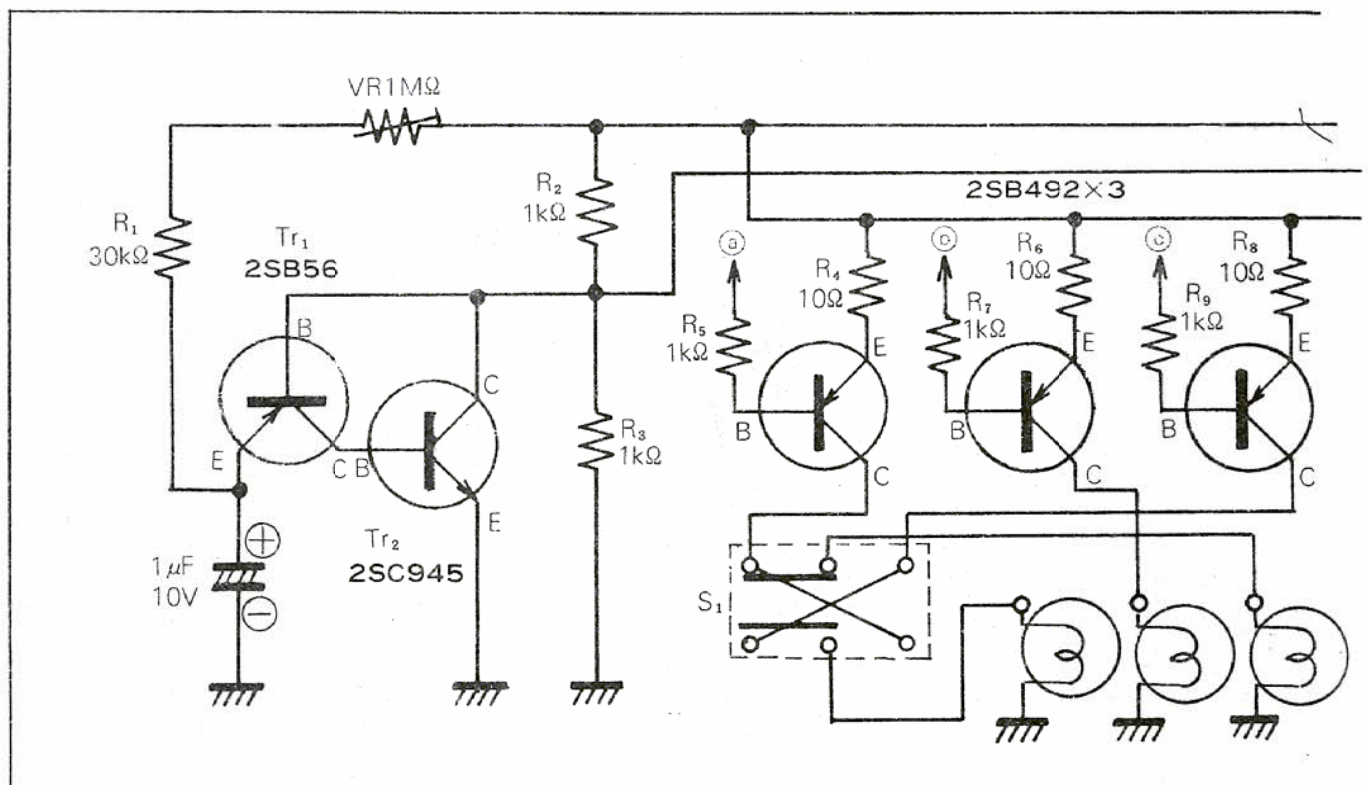 VR1MΩ
R₂
1kΩ
2SB492×3
R₁
30kΩ
Tr₁
2SB56
ⓐ
ⓑ
ⓒ
R₄
10Ω
R₆
10Ω
R₈
10Ω
R₅
1kΩ
R₇
1kΩ
R₉
1kΩ
B
E
E
E
C
R₃
1kΩ
B
B
B
E
C
B
C
C
C
E
Tr₂
2SC945
1μF
10V
⊕
⊖
S₁